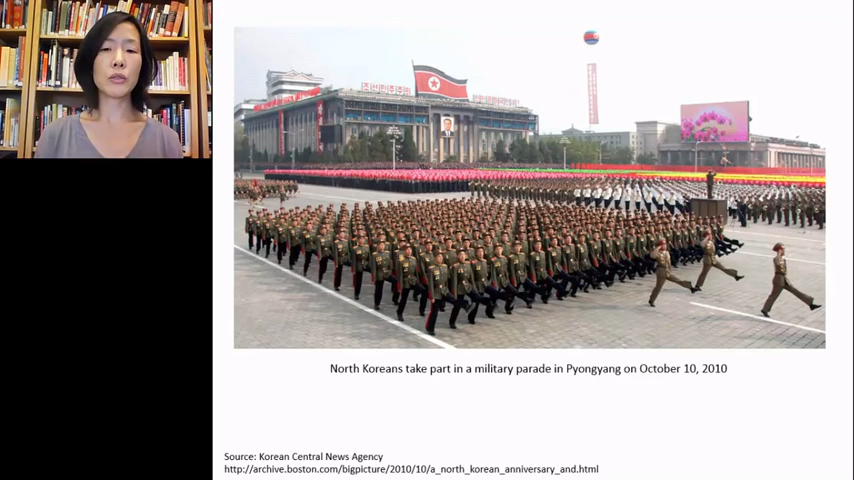 North Koreans take part in a military parade in Pyongyang on October 10, 2010
Source: Korean Central News Agency
http://archive.boston.com/bigpicture/2010/10/a_north_korean_anniversary_and.html